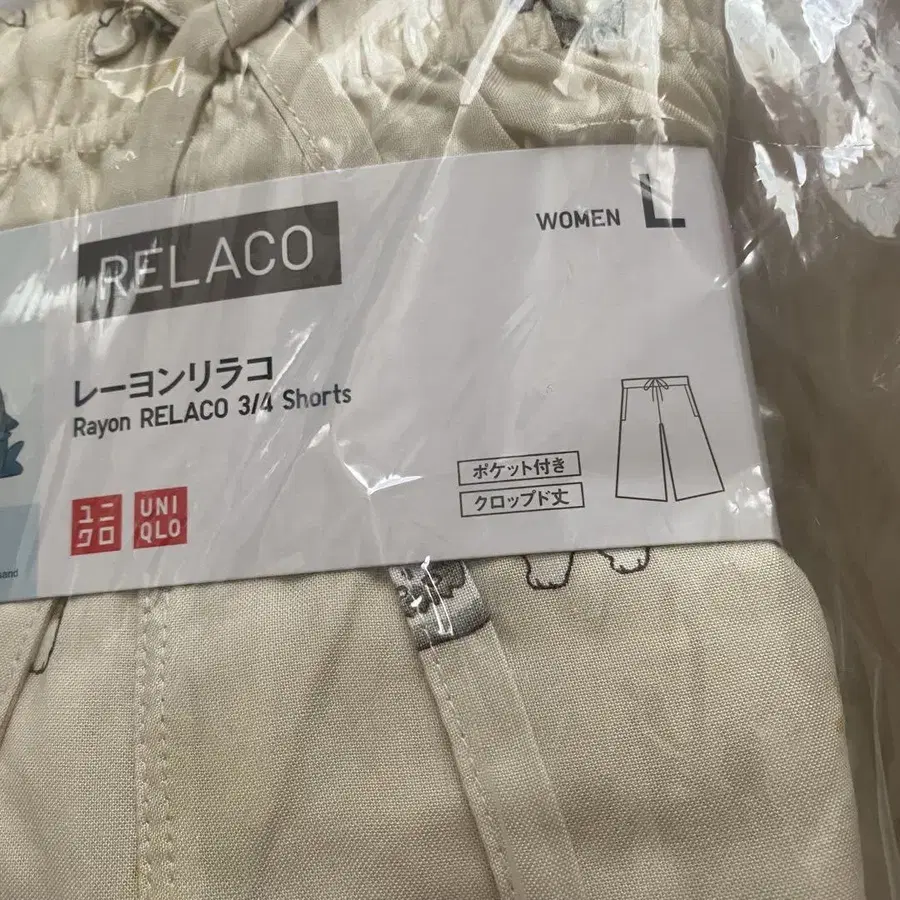 RELACO
WOMEN L
レーヨンリラコ
Rayon RELACO 3/4 Shorts
ポケット付き
クロップド丈
ユニ
クロ
UNI
QLO